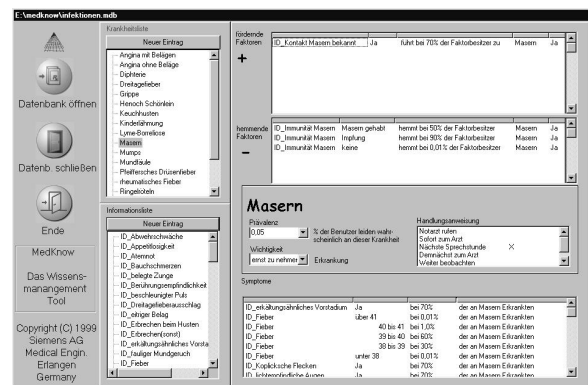 E:\medknow\infektionen.mdb
Datenbank öffnen
Datenb. schließen
Ende
MedKnow
Das Wissens-
manangement
Tool
Copyright (C) 1999
Siemens AG
Medical Engin.
Erlangen
Germany
Krankheitsliste
Neuer Eintrag
Angina mit Belägen
Angina ohne Beläge
Diphterie
Dreitagefieber
Grippe
Henoch Schönlein
Keuchhusten
Kinderlähmung
Lyme-Borreliose
Masern
Mumps
Mundfäule
Pfeiffersches Drüsenfieber
rheumatisches Fieber
Ringelröteln
Informationsliste
Neuer Eintrag
ID_Abwehrschwäche
ID_Appetitlosigkeit
ID_Atemnot
ID_Bauchschmerzen
ID_belegte Zunge
ID_Berührungsempfindlichkeit
ID_beschleunigter Puls
ID_Dreitagefieberausschlag
ID_eitriger Belag
ID_Erbrechen beim Husten
ID_Erbrechen(sonst)
ID_erkältungsähnliches Vorsta
ID_fauliger Mundgeruch
ID_Fieber
fördernde
Faktoren
+
ID_Kontakt Masern bekannt Ja führt bei 70% der Faktorbesitzer zu Masern Ja
hemmende
Faktoren
–
ID_Immunität Masern Masern gehabt hemmt bei 50% der Faktorbesitzer Masern Ja
ID_Immunität Masern Impfung hemmt bei 90% der Faktorbesitzer Masern Ja
ID_Immunität Masern keine hemmt bei 0,01% der Faktorbesitzer Masern Ja
Masern
Prävalenz
0,05 % der Benutzer leiden wahr-
scheinlich an dieser Krankheit
Wichtigkeit
ernst zu nehmen Erkrankung
Handlungsanweisung
Notarzt rufen
Sofort zum Arzt
Nächste Sprechstunde X
Demnächst zum Arzt
Weiter beobachten
Symptome
ID_erkältungsähnliches Vorstadium Ja bei 70% der an Masern Erkrankten
ID_Fieber über 41 bei 0,01% der an Masern Erkrankten
ID_Fieber 40 bis 41 bei 1,0% der an Masern Erkrankten
ID_Fieber 39 bis 40 bei 60% der an Masern Erkrankten
ID_Fieber 38 bis 39 bei 30% der an Masern Erkrankten
ID_Fieber unter 38 bei 0,01% der an Masern Erkrankten
ID_Koplicksche Flecken Ja bei 70% der an Masern Erkrankten
ID_lichtempfindliche Augen Ja bei 70% der an Masern Erkrankten